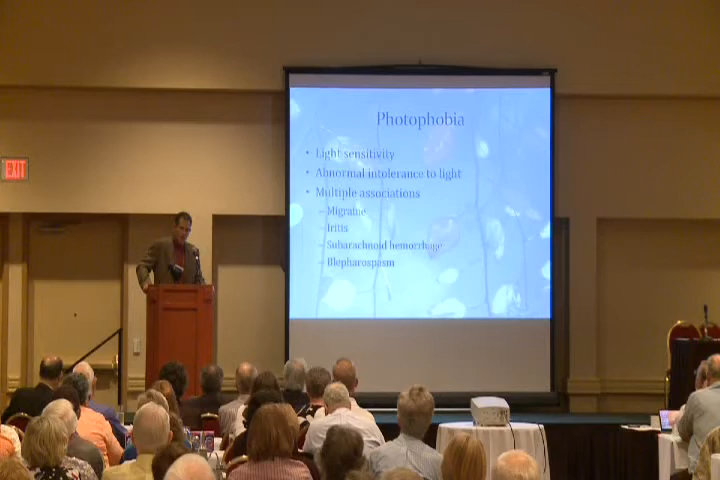 EXIT
Photophobia
• Light sensitivity
• Abnormal intolerance to light
• Multiple associations
– Migraine
– Iritis
– Subarachnoid hemorrhage
– Blepharospasm